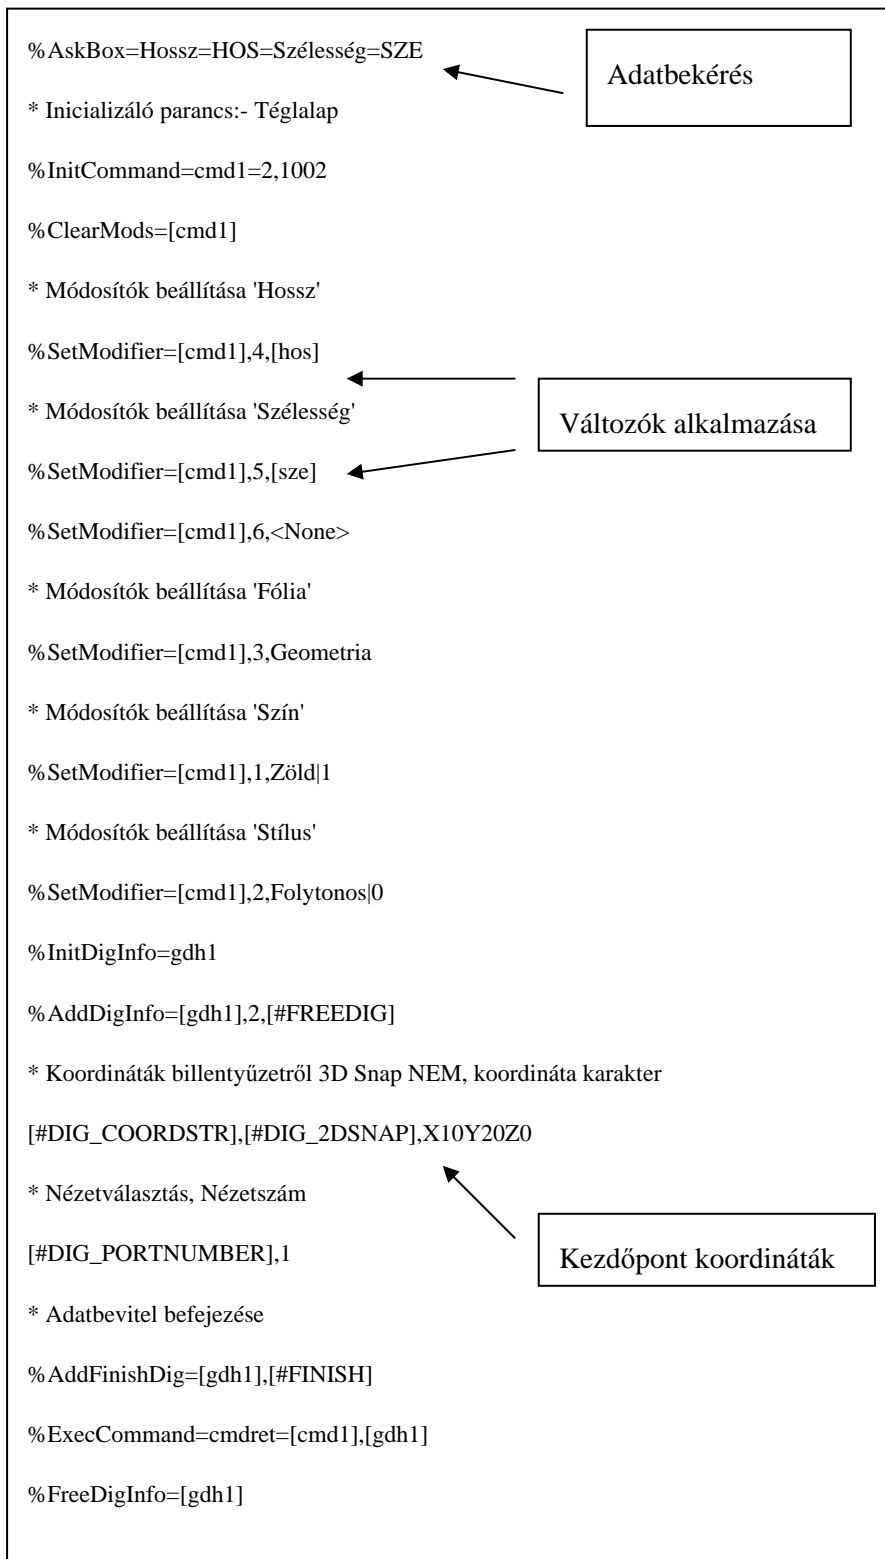 %AskBox=Hossz=HOS=Szélesség=SZE
Adatbekérés
* Inicializáló parancs:- Téglalap
%InitCommand=cmd1=2,1002
%ClearMods=[cmd1]
* Módosítók beállítása 'Hossz'
%SetModifier=[cmd1],4,[hos]
* Módosítók beállítása 'Szélesség'
Változók alkalmazása
%SetModifier=[cmd1],5,[sze]
%SetModifier=[cmd1],6,<None>
* Módosítók beállítása 'Fólia'
%SetModifier=[cmd1],3,Geometria
* Módosítók beállítása 'Szín'
%SetModifier=[cmd1],1,Zöld|1
* Módosítók beállítása 'Stílus'
%SetModifier=[cmd1],2,Folytonos|0
%InitDigInfo=gdh1
%AddDigInfo=[gdh1],2,[#FREEDIG]
* Koordináták billentyűzetről 3D Snap NEM, koordináta karakter
[#DIG_COORDSTR],[#DIG_2DSNAP],X10Y20Z0
* Nézetválasztás, Nézetszám
[#DIG_PORTNUMBER],1
Kezdőpont koordináták
* Adatbevitel befejezése
%AddFinishDig=[gdh1],[#FINISH]
%ExecCommand=cmdret=[cmd1],[gdh1]
%FreeDigInfo=[gdh1]